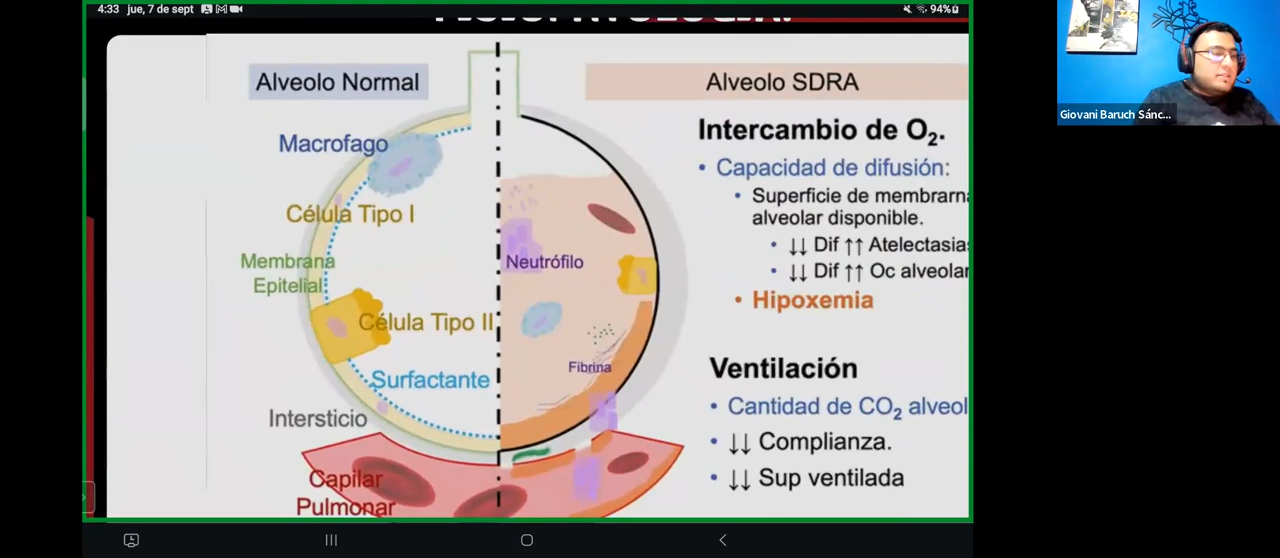 4:33 jue, 7 de sept
94%
Alveolo Normal
Alveolo SDRA
Macrofago
Célula Tipo I
Membrana
Epitelial
Célula Tipo II
Surfactante
Intersticio
Capilar
Pulmonar
Neutrófilo
Fibrina
Intercambio de O₂.
• Capacidad de difusión:
• Superficie de membrarna
alveolar disponible.
• ↓↓ Dif ↑↑ Atelectasias
• ↓↓ Dif ↑↑ Oc alveolar
• Hipoxemia
Ventilación
• Cantidad de CO₂ alveol
• ↓↓ Complianza.
• ↓↓ Sup ventilada
Giovani Baruch Sánc...